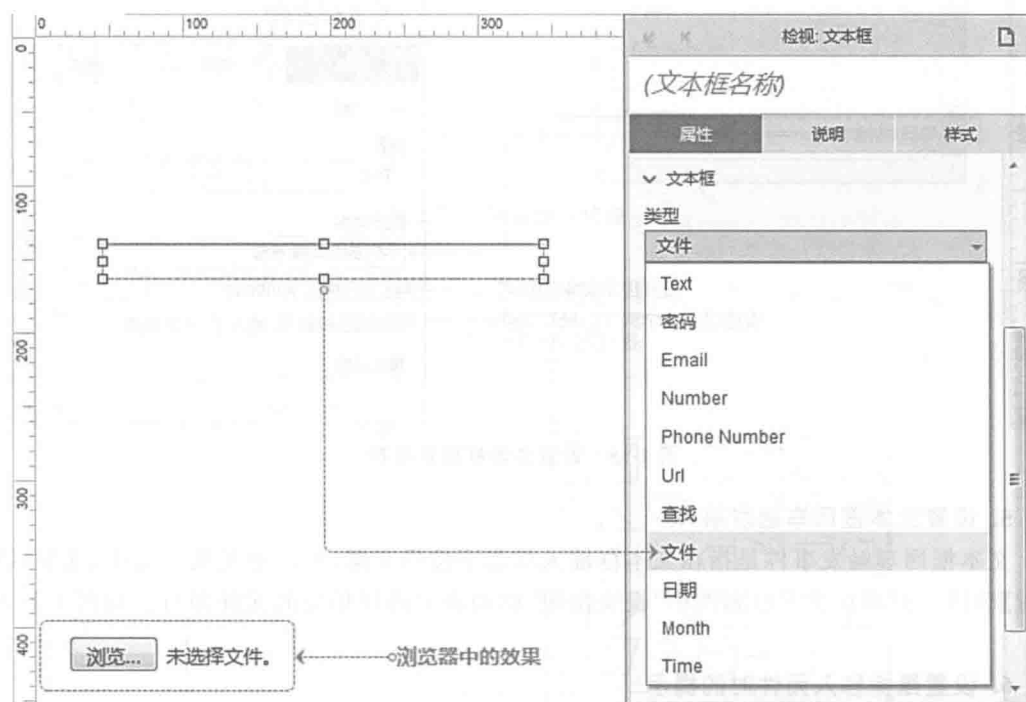 0
100
200
300
0
100
200
300
400
检视: 文本框
(文本框名称)
属性
说明
样式
文本框
类型
文件
Text
密码
Email
Number
Phone Number
Url
查找
文件
日期
Month
Time
浏览...
未选择文件。
浏览器中的效果